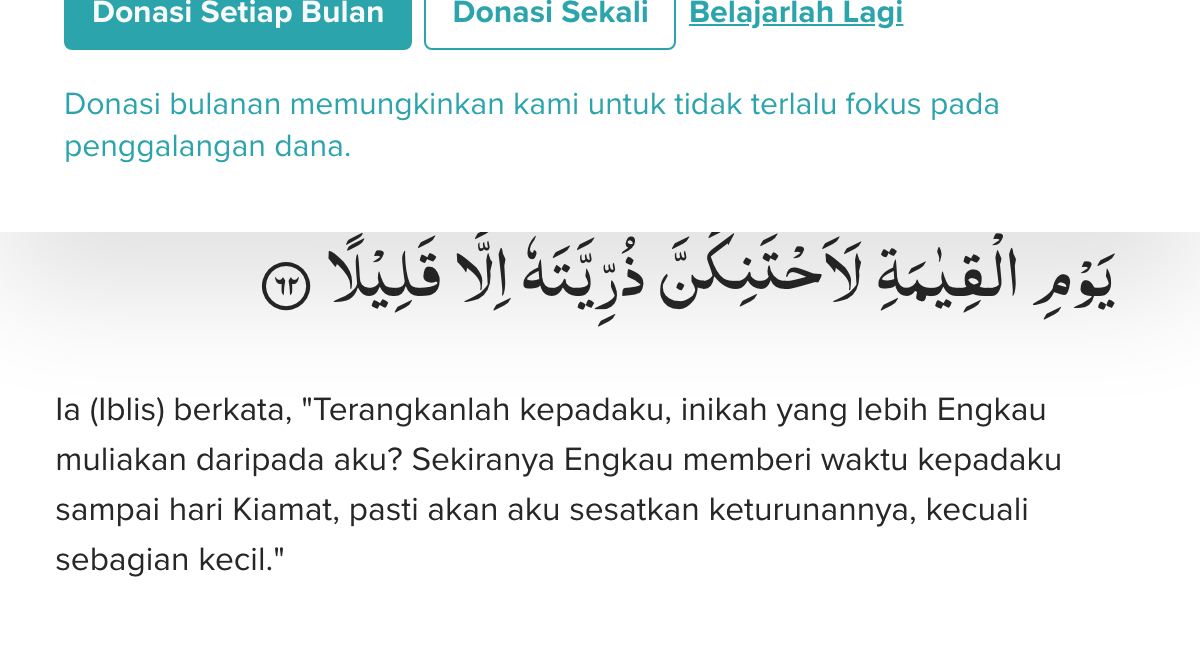 Donasi Setiap Bulan Donasi Sekali Belajarlah Lagi
Donasi bulanan memungkinkan kami untuk tidak terlalu fokus pada
penggalangan dana.
يَوْمِ الْقِيٰمَةِ لَاَحْتَنِكَنَّ ذُرِّيَّتَهٗٓ اِلَّا قَلِيْلًا ٦٢
Ia (Iblis) berkata, "Terangkanlah kepadaku, inikah yang lebih Engkau
muliakan daripada aku? Sekiranya Engkau memberi waktu kepadaku
sampai hari Kiamat, pasti akan aku sesatkan keturunannya, kecuali
sebagian kecil."